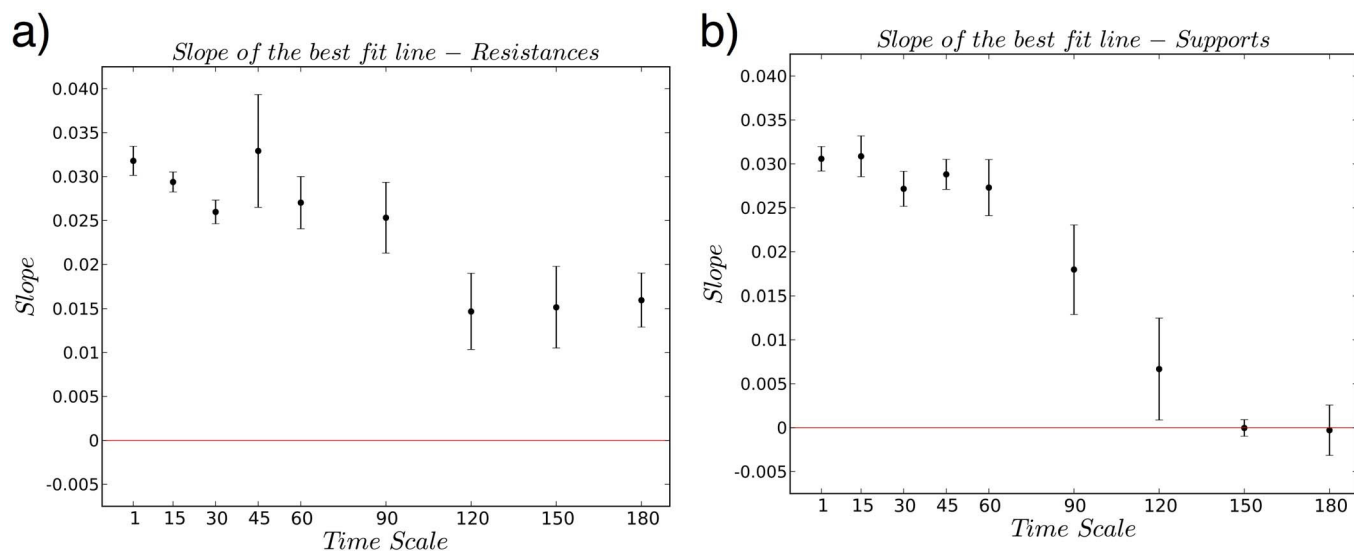 a)
Slope of the best fit line – Resistances
0.040
0.035
0.030
0.025
0.02
0.015
0.01
0.005
0
-0.005
Slope
1 15 30 45 60 90 120 150 180
Time Scale
b)
Slope of the best fit line – Supports
0.040
0.035
0.030
0.025
0.02
0.015
0.01
0.005
0
-0.005
Slope
1 15 30 45 60 90 120 150 180
Time Scale